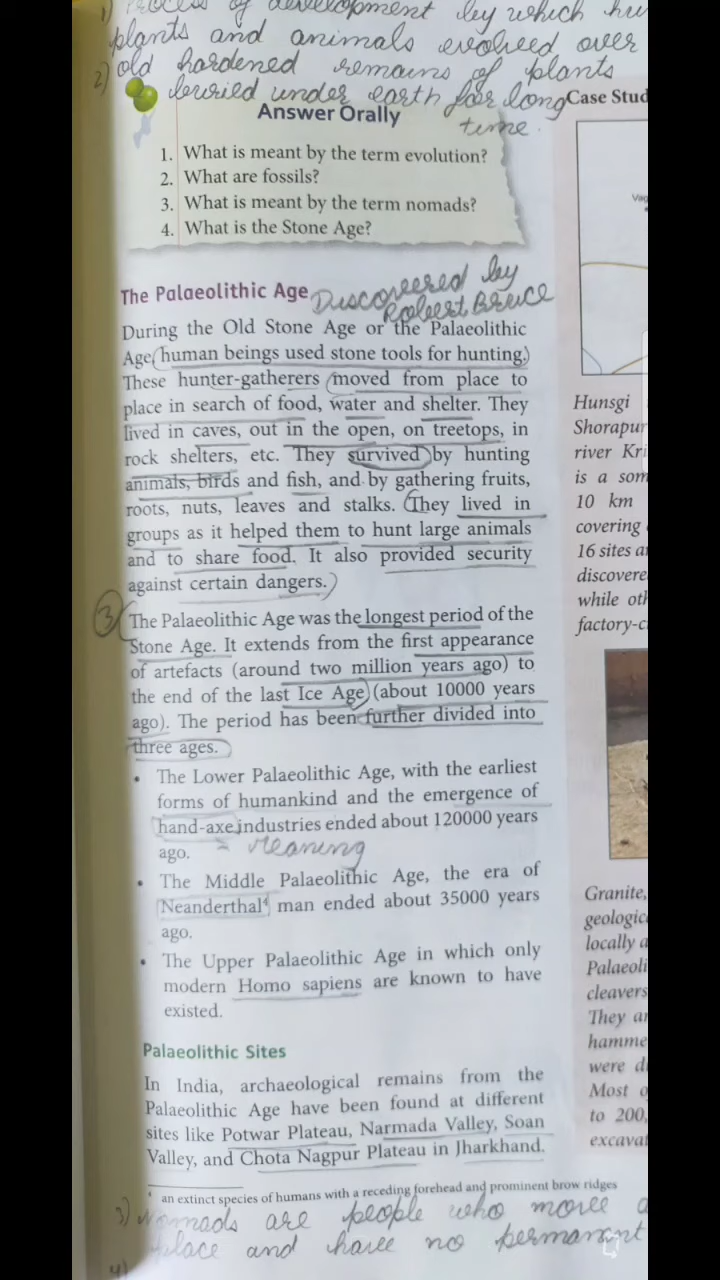 1) Process of development by which hu
plants and animals evolved over
2) old hardened remains of plants
buried under earth for long
time.
Answer Orally
1. What is meant by the term evolution?
2. What are fossils?
3. What is meant by the term nomads?
4. What is the Stone Age?
The Palaeolithic Age Discovered by
Robert Bruce
During the Old Stone Age or the Palaeolithic
Age (human beings used stone tools for hunting.)
These hunter-gatherers (moved from place to
place in search of food, water and shelter. They
lived in caves, out in the open, on treetops, in
rock shelters, etc. They survived by hunting
animals, birds and fish, and by gathering fruits,
roots, nuts, leaves and stalks. (They lived in
groups as it helped them to hunt large animals
and to share food. It also provided security
against certain dangers.)
3 (The Palaeolithic Age was the longest period of the
Stone Age. It extends from the first appearance
of artefacts (around two million years ago) to
the end of the last Ice Age) (about 10000 years
ago). The period has been further divided into
three ages.)
• The Lower Palaeolithic Age, with the earliest
forms of humankind and the emergence of
hand-axe industries ended about 120000 years
ago. = meaning
• The Middle Palaeolithic Age, the era of
Neanderthal⁴ man ended about 35000 years
ago.
• The Upper Palaeolithic Age in which only
modern Homo sapiens are known to have
existed.
Palaeolithic Sites
In India, archaeological remains from the
Palaeolithic Age have been found at different
sites like Potwar Plateau, Narmada Valley, Soan
Valley, and Chota Nagpur Plateau in Jharkhand.
⁴ an extinct species of humans with a receding forehead and prominent brow ridges
3) Nomads are people who move a
place and have no permanent
4)
Case Stud
Hunsgi
Shorapur
river Kri
is a som
10 km
covering
16 sites a
discovere
while oth
factory-c
Granite,
geologic
locally a
Palaeoli
cleavers
They ar
hamme
were d
Most o
to 200,
excavat